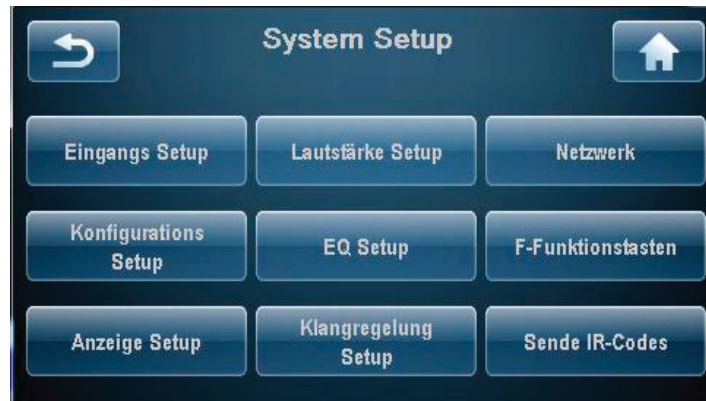 System Setup
Eingangs Setup
Lautstärke Setup
Netzwerk
Konfigurations
Setup
EQ Setup
F-Funktionstasten
Anzeige Setup
Klangregelung
Setup
Sende IR-Codes